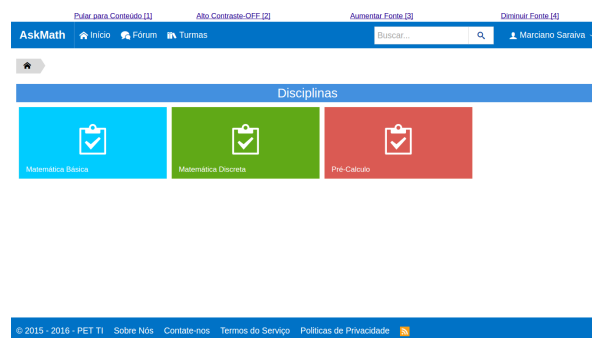 Pular para Conteúdo [1] Alto Contraste-OFF [2] Aumentar Fonte [3] Diminuir Fonte [4]
AskMath Início Fórum Turmas Buscar... Marciano Saraiva
Disciplinas
Matemática Básica Matemática Discreta Pré-Calculo
© 2015 - 2016 - PET TI Sobre Nós Contate-nos Termos do Serviço Politicas de Privacidade